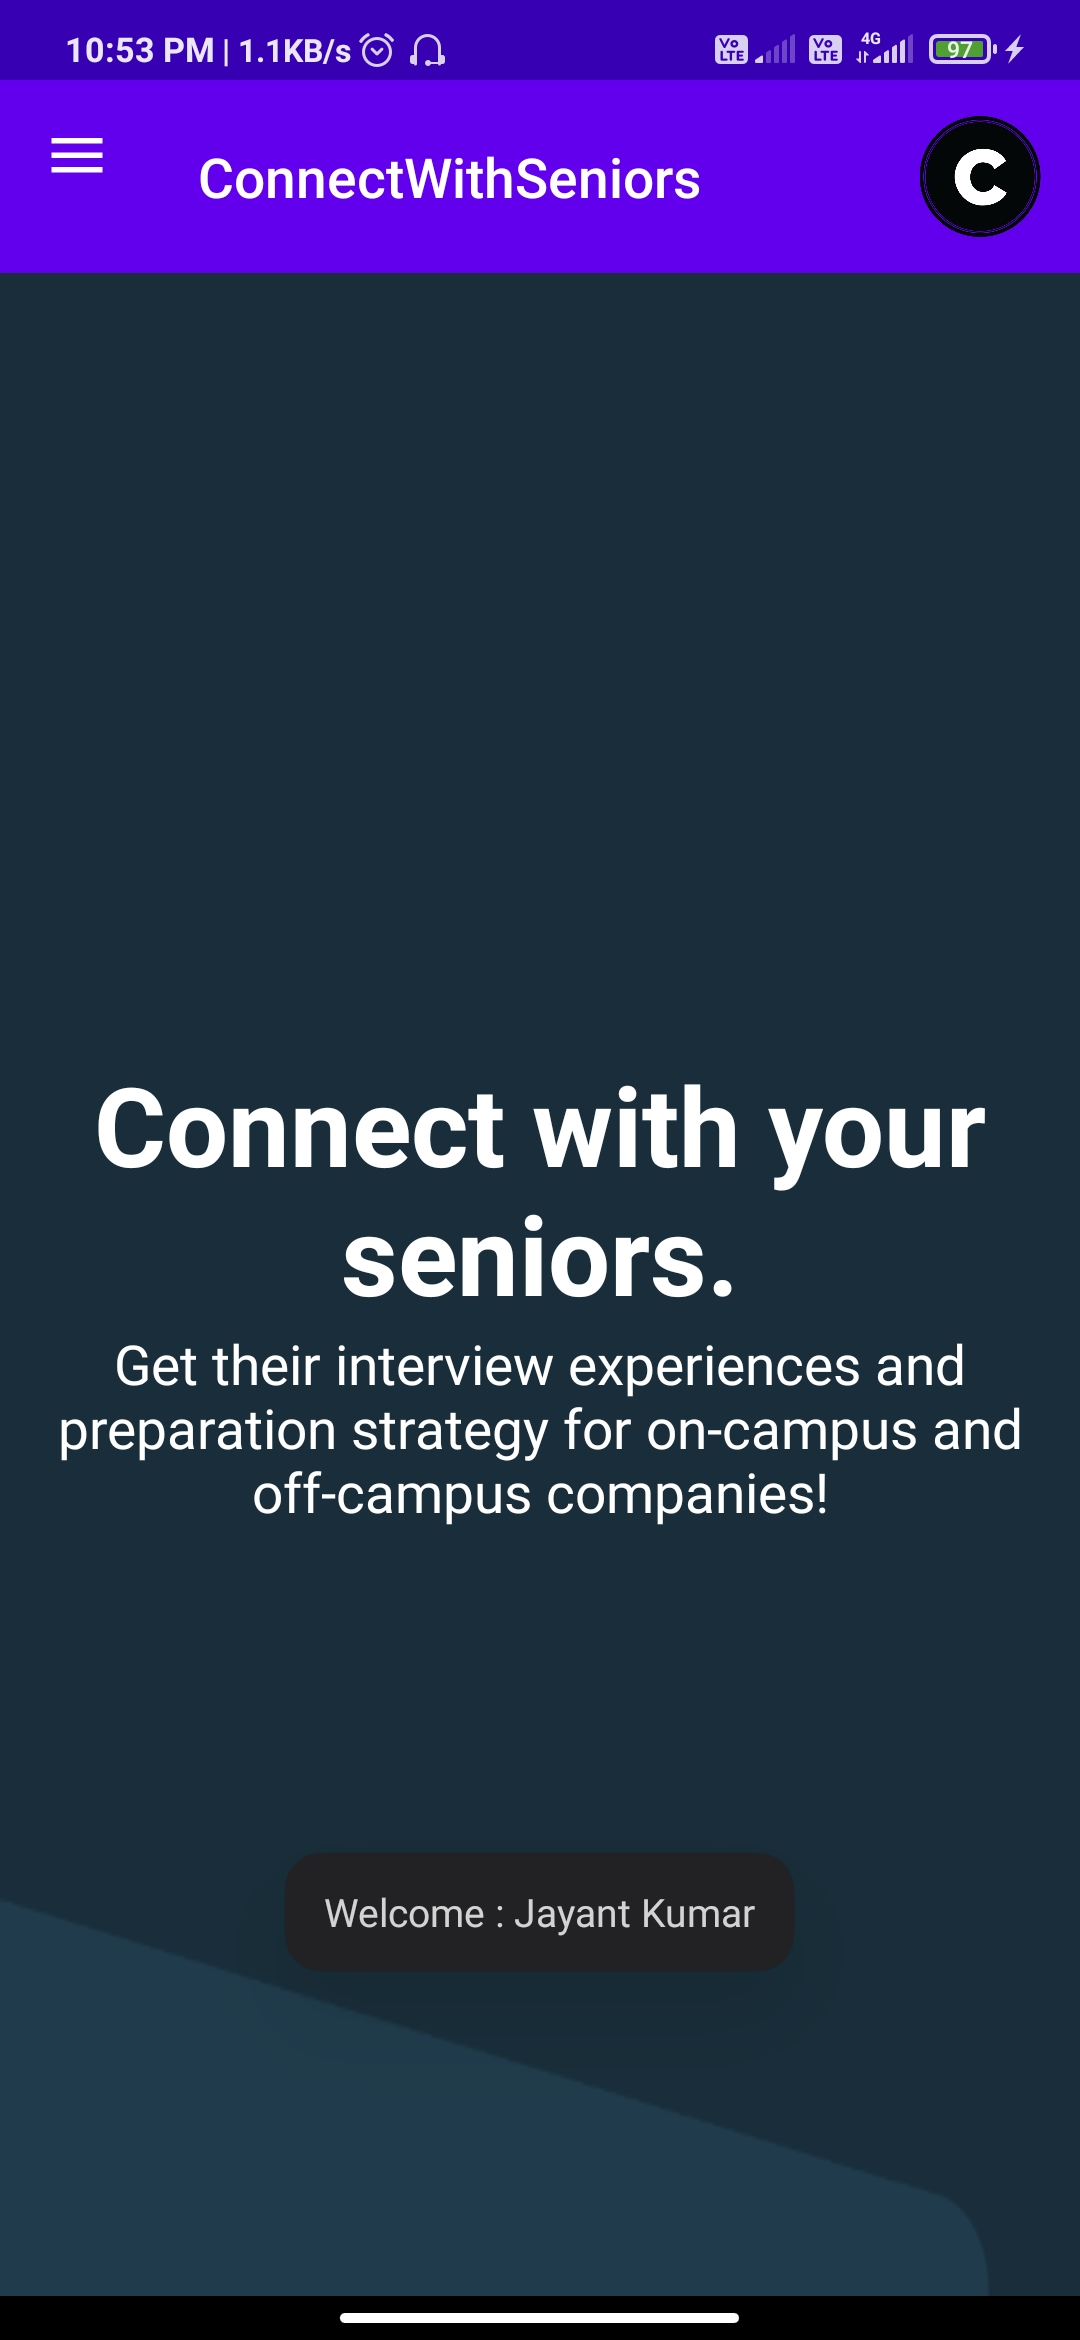 10:53 PM | 1.1KB/s Vo LTE Vo LTE 4G 97
ConnectWithSeniors C
Connect with your
seniors.
Get their interview experiences and
preparation strategy for on-campus and
off-campus companies!
Welcome : Jayant Kumar